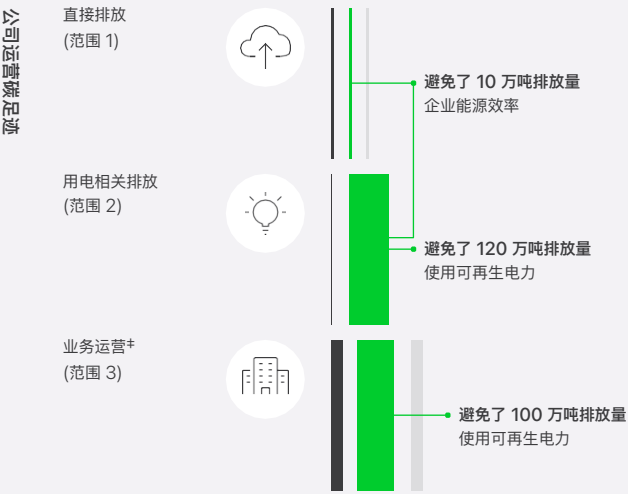 公司运营碳足迹
直接排放
(范围 1)
避免了 10 万吨排放量
企业能源效率
用电相关排放
(范围 2)
避免了 120 万吨排放量
使用可再生电力
业务运营‡
(范围 3)
避免了 100 万吨排放量
使用可再生电力